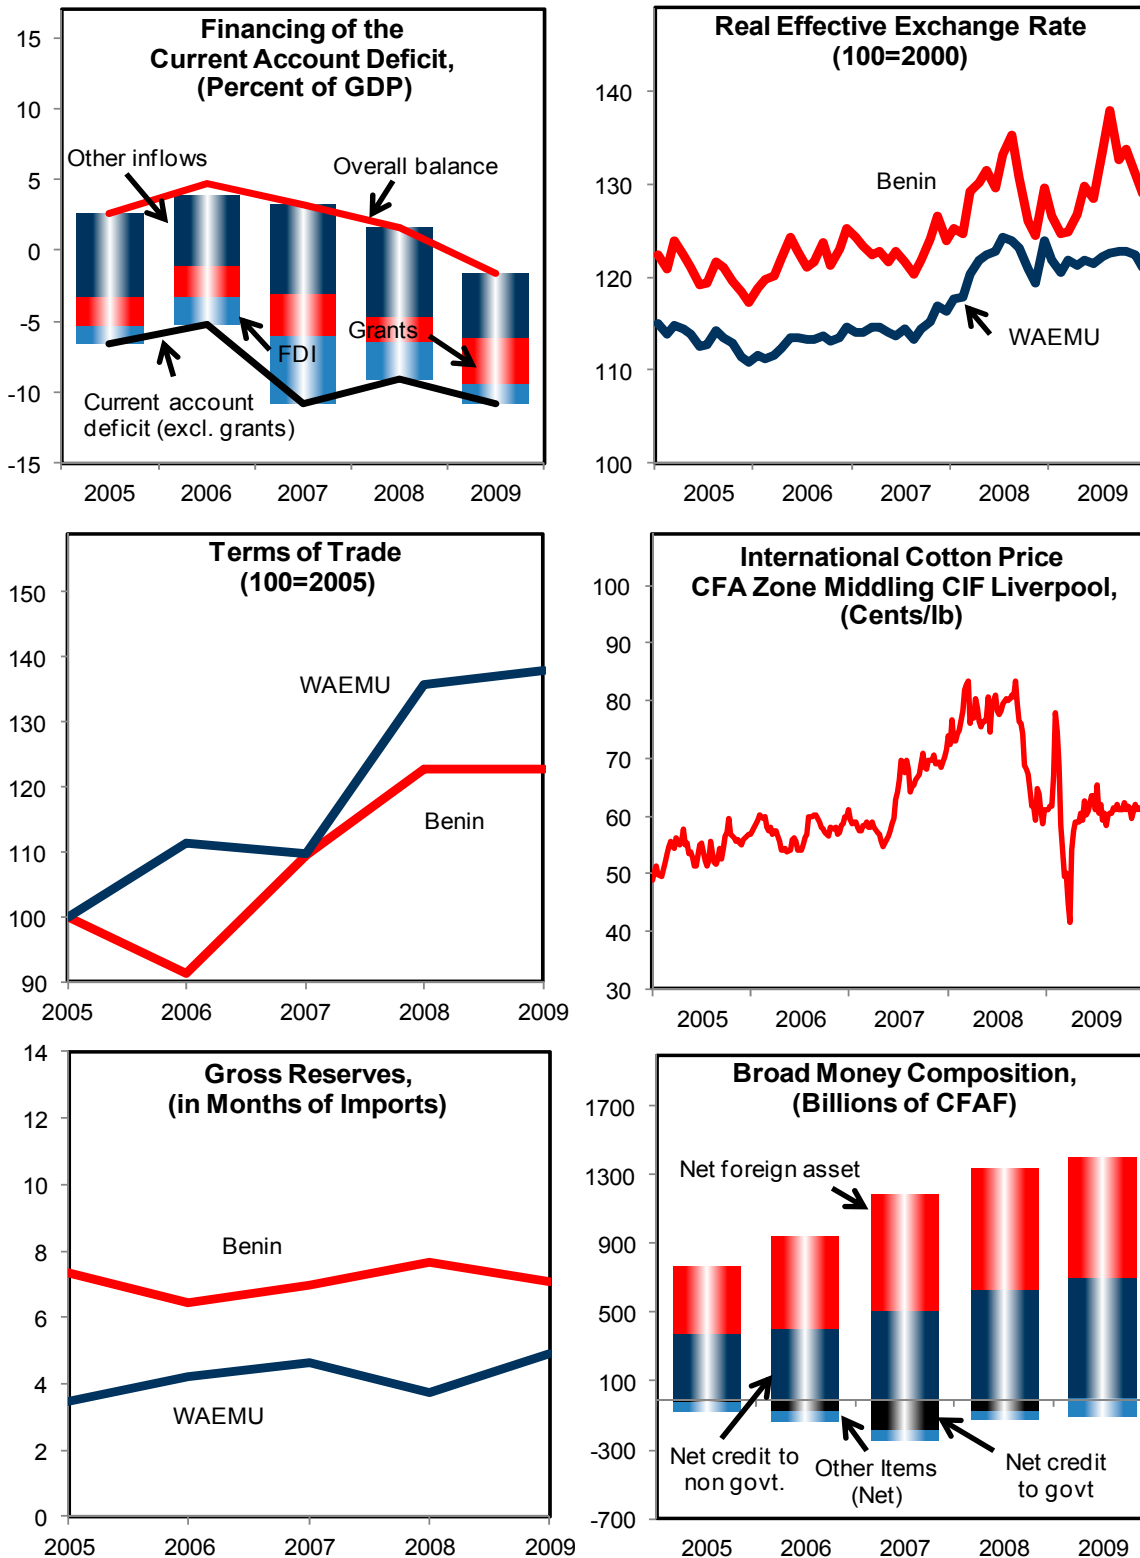 Financing of the
Current Account Deficit,
(Percent of GDP)
15
10
5
0
-5
-10
-15
Other inflows
Overall balance
FDI
Grants
Current account
deficit (excl. grants)
2005 2006 2007 2008 2009
Real Effective Exchange Rate
(100=2000)
140
130
120
110
100
Benin
WAEMU
2005 2006 2007 2008 2009
Terms of Trade
(100=2005)
150
140
130
120
110
100
90
WAEMU
Benin
2005 2006 2007 2008 2009
International Cotton Price
CFA Zone Middling CIF Liverpool,
(Cents/lb)
100
90
80
70
60
50
40
30
2005 2006 2007 2008 2009
Gross Reserves,
(in Months of Imports)
14
12
10
8
6
4
2
0
Benin
WAEMU
2005 2006 2007 2008 2009
Broad Money Composition,
(Billions of CFAF)
1700
1300
900
500
100
-300
-700
Net foreign asset
Net credit to
non govt.
Other Items
(Net)
Net credit
to govt
2005 2006 2007 2008 2009